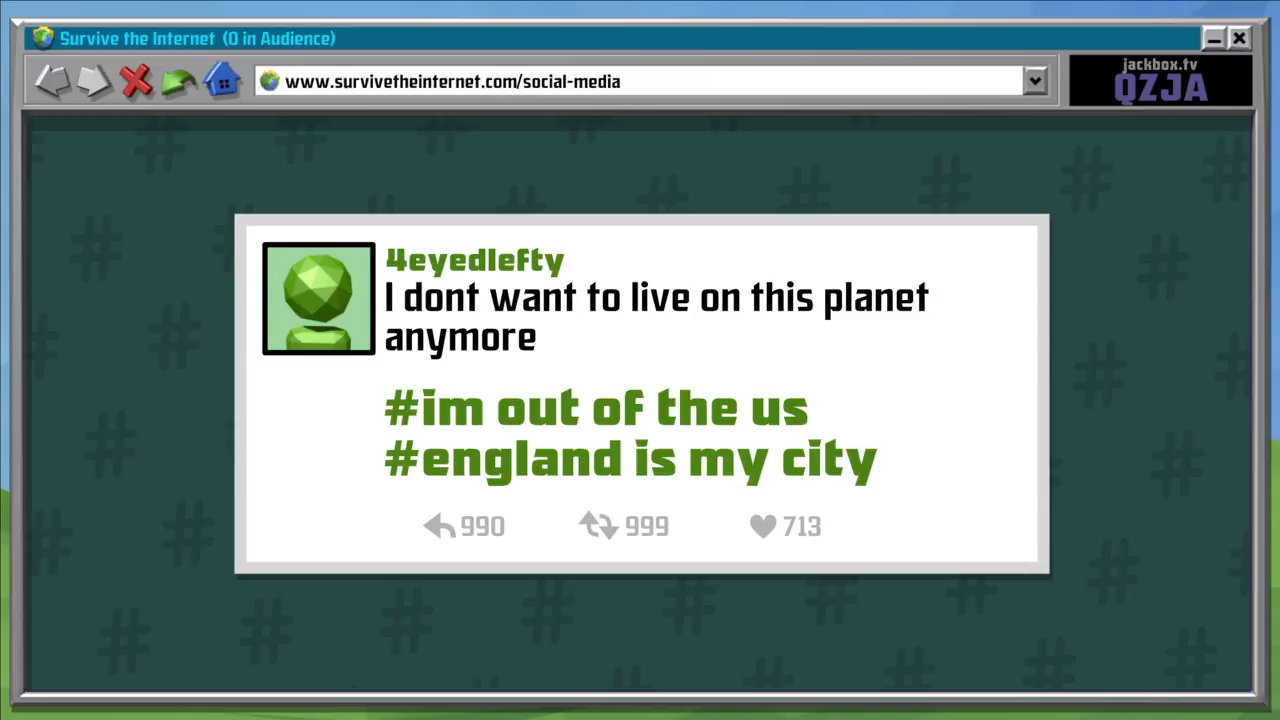 Survive the Internet (0 in Audience)
www.survivetheinternet.com/social-media
jackbox.tv
QZJA
4eyedlefty
I dont want to live on this planet
anymore
#im out of the us
#england is my city
990 999 713